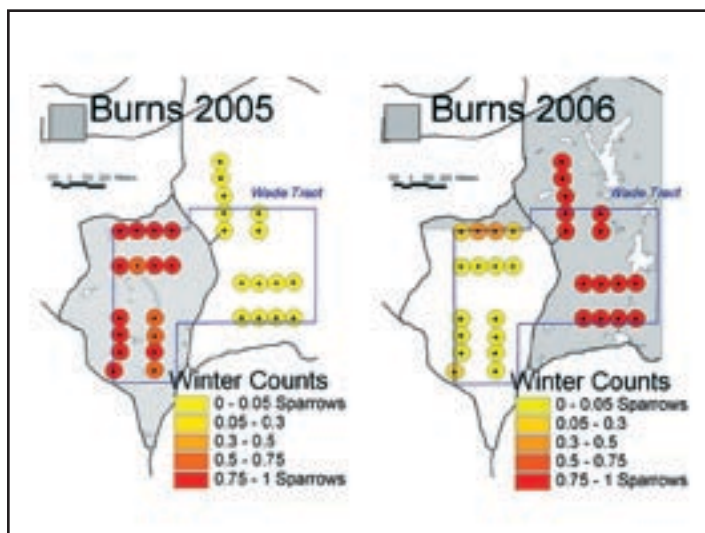 Burns 2005
Meters
Wade Tract
Winter Counts
0 - 0.05 Sparrows
0.05 - 0.3
0.3 - 0.5
0.5 - 0.75
0.75 - 1 Sparrows
Burns 2006
Meters
Wade Tract
Winter Counts
0 - 0.05 Sparrows
0.05 - 0.3
0.3 - 0.5
0.5 - 0.75
0.75 - 1 Sparrows